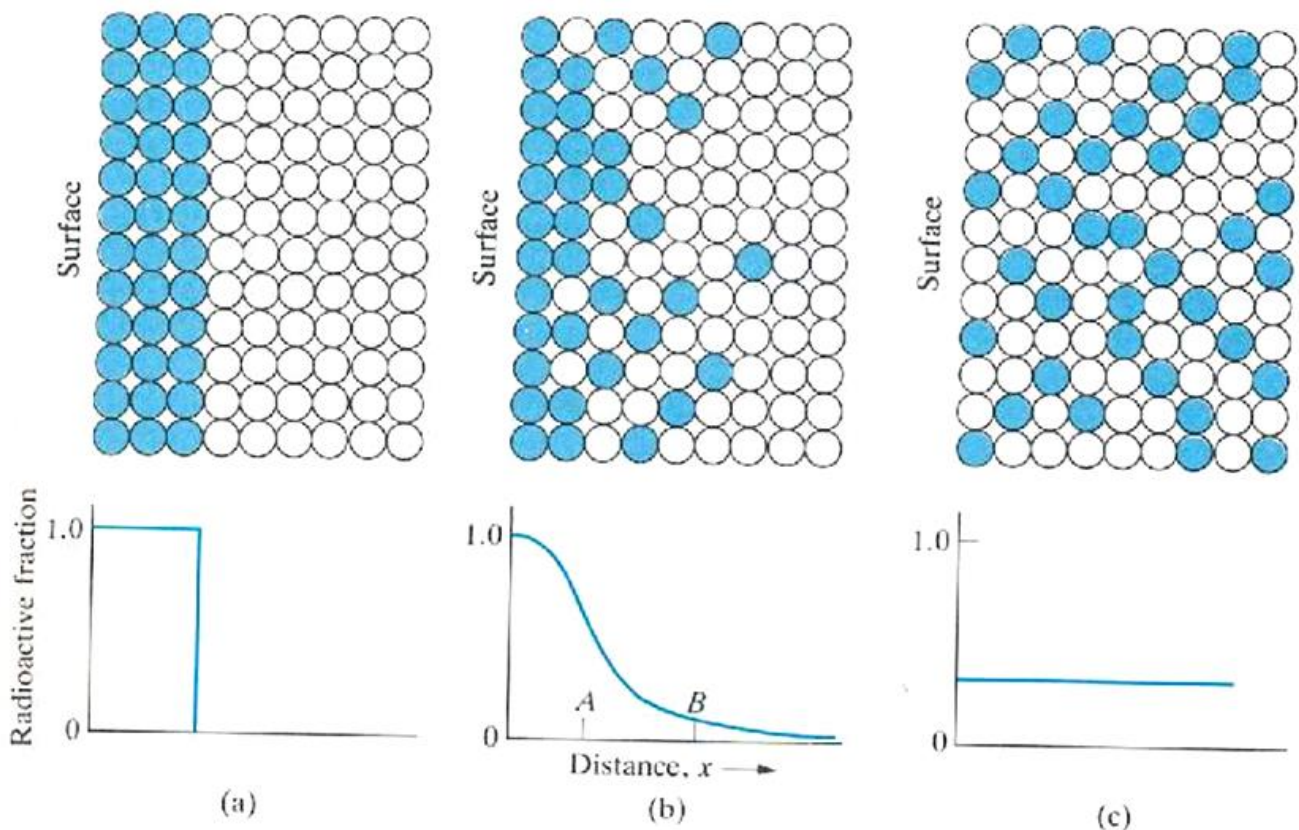 Surface
Surface
Surface
Radioactive fraction
1.0
0
1.0
0
A
B
Distance, x
1.0
0
(a)
(b)
(c)